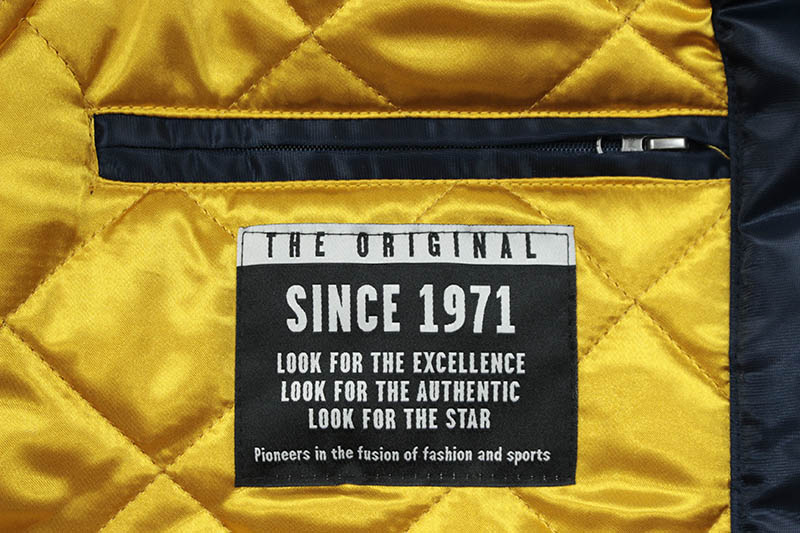 THE ORIGINAL
SINCE 1971
LOOK FOR THE EXCELLENCE
LOOK FOR THE AUTHENTIC
LOOK FOR THE STAR
Pioneers in the fusion of fashion and sports